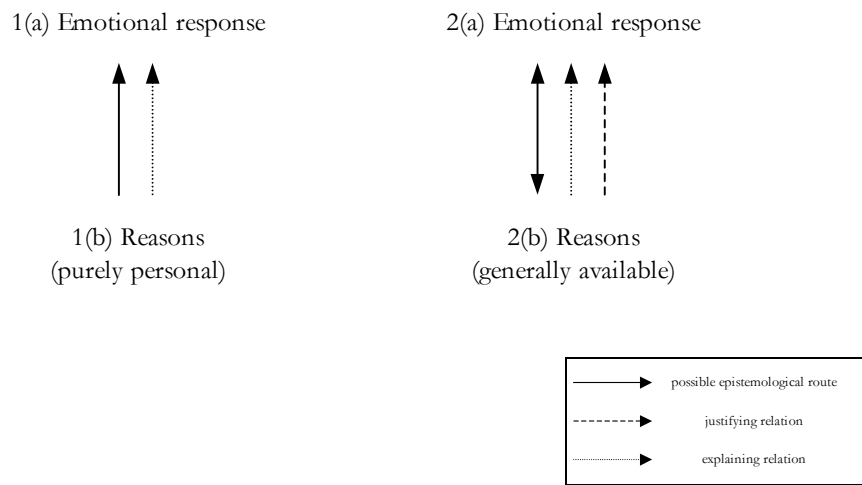 1(a) Emotional response
2(a) Emotional response
1(b) Reasons
(purely personal)
2(b) Reasons
(generally available)
possible epistemological route
justifying relation
explaining relation